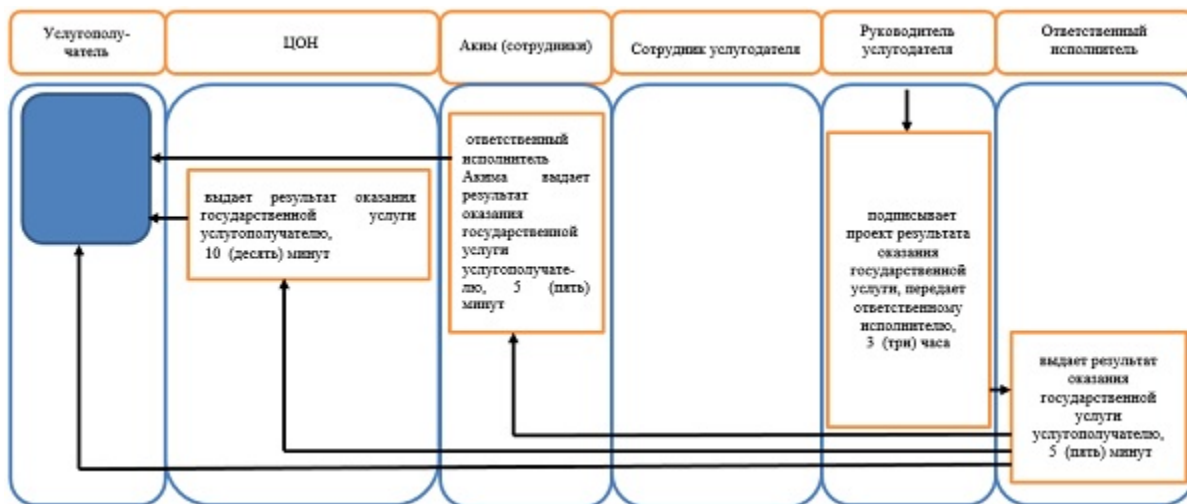 Услугополу-
чатель
ЦОН
Аким (сотрудники)
Сотрудник услугодателя
Руководитель
услугодателя
Ответственный
исполнитель
выдает результат оказания
государственной услуги
услугополучателю,
10 (десять) минут
ответственный
исполнитель
Акима выдает
результат
оказания
государственной
услуги
услугополучате-
лю, 5 (пять)
минут
подписывает
проект результата
оказания
государственной
услуги, передает
ответственному
исполнителю,
3 (три) часа
выдает результат
оказания
государственной
услуги
услугополучателю,
5 (пять) минут